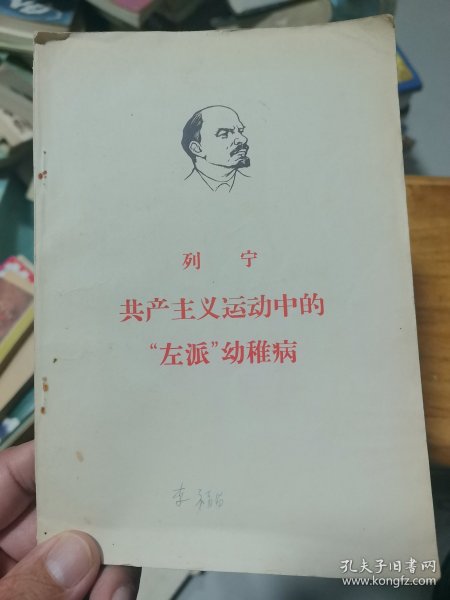 列 宁
共产主义运动中的
“左派”幼稚病
孔夫子旧书网
www.kongfz.com